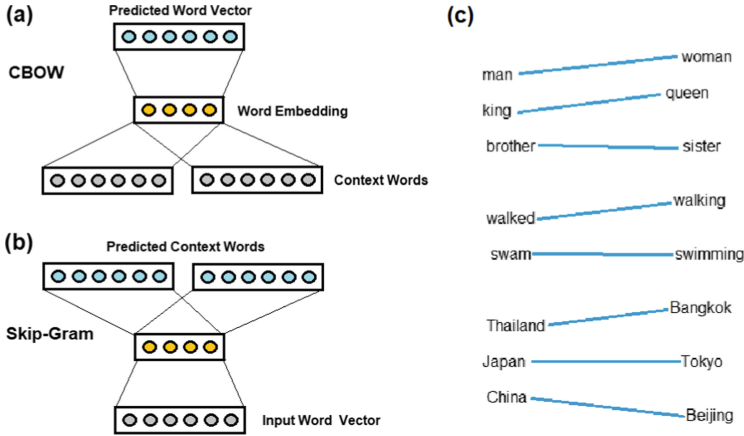 (a)
Predicted Word Vector
CBOW
Word Embedding
Context Words
(b)
Predicted Context Words
Skip-Gram
Input Word Vector
(c)
man woman
king queen
brother sister
walked walking
swam swimming
Thailand Bangkok
Japan Tokyo
China Beijing